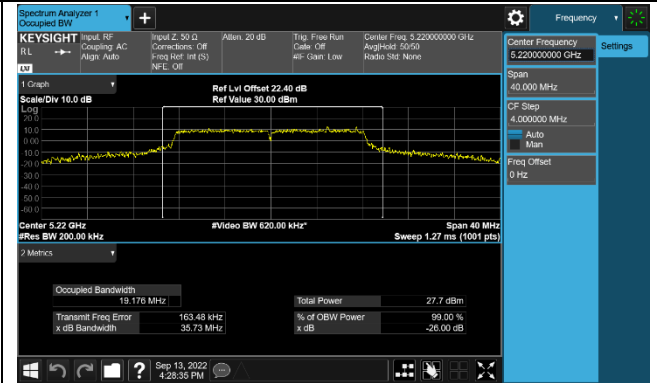 Spectrum Analyzer 1
Occupied BW
+
Frequency
KEYSIGHT
Input: RF
Coupling: AC
Align: Auto
Input Z: 50 Ω
Corrections: Off
Freq Ref: Int (S)
NFE: Off
Atten: 20 dB
Trig: Free Run
Gate: Off
#IF Gain: Low
Center Freq: 5.220000000 GHz
Avg|Hold: 50/50
Radio Std: None
RL
LXI
Center Frequency
5.220000000 GHz
Settings
Span
40.000 MHz
CF Step
4.000000 MHz
Auto
Man
Freq Offset
0 Hz
1 Graph
Scale/Div 10.0 dB
Ref Lvl Offset 22.40 dB
Ref Value 30.00 dBm
Log
20.0
10.0
0.00
-10.0
-20.0
-30.0
-40.0
-50.0
-60.0
Center 5.22 GHz
#Res BW 200.00 kHz
#Video BW 620.00 kHz*
Span 40 MHz
Sweep 1.27 ms (1001 pts)
2 Metrics
Occupied Bandwidth
19.176 MHz
Total Power 27.7 dBm
Transmit Freq Error 163.48 kHz
% of OBW Power 99.00 %
x dB Bandwidth 35.73 MHz
x dB -26.00 dB
?
Sep 13, 2022
4:28:35 PM